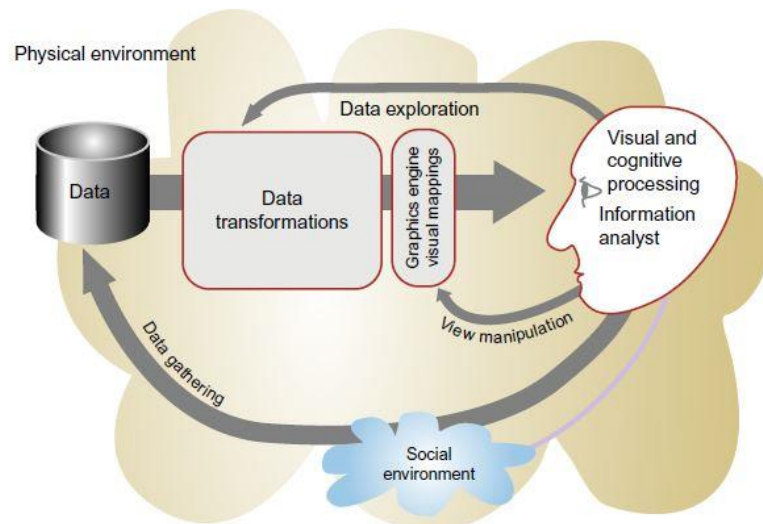 Physical environment
Data exploration
Data
Data
transformations
Graphics engine
visual mappings
Visual and
cognitive
processing
Information
analyst
View manipulation
Data gathering
Social
environment